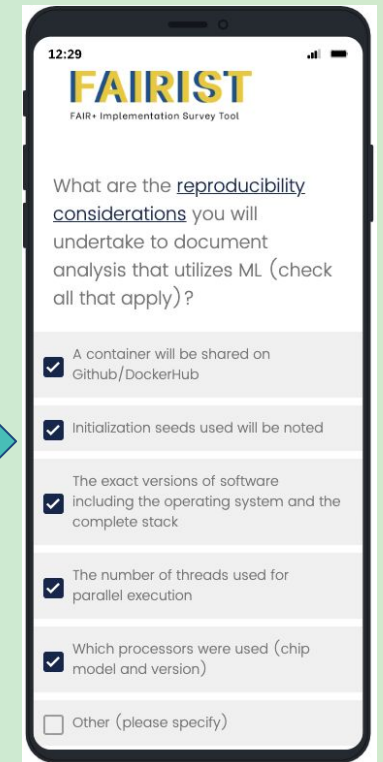 12:29
FAIRIST
FAIR+ Implementation Survey Tool
What are the reproducibility
considerations you will
undertake to document
analysis that utilizes ML (check
all that apply)?
A container will be shared on
Github/DockerHub
Initialization seeds used will be noted
The exact versions of software
including the operating system and the
complete stack
The number of threads used for
parallel execution
Which processors were used (chip
model and version)
Other (please specify)